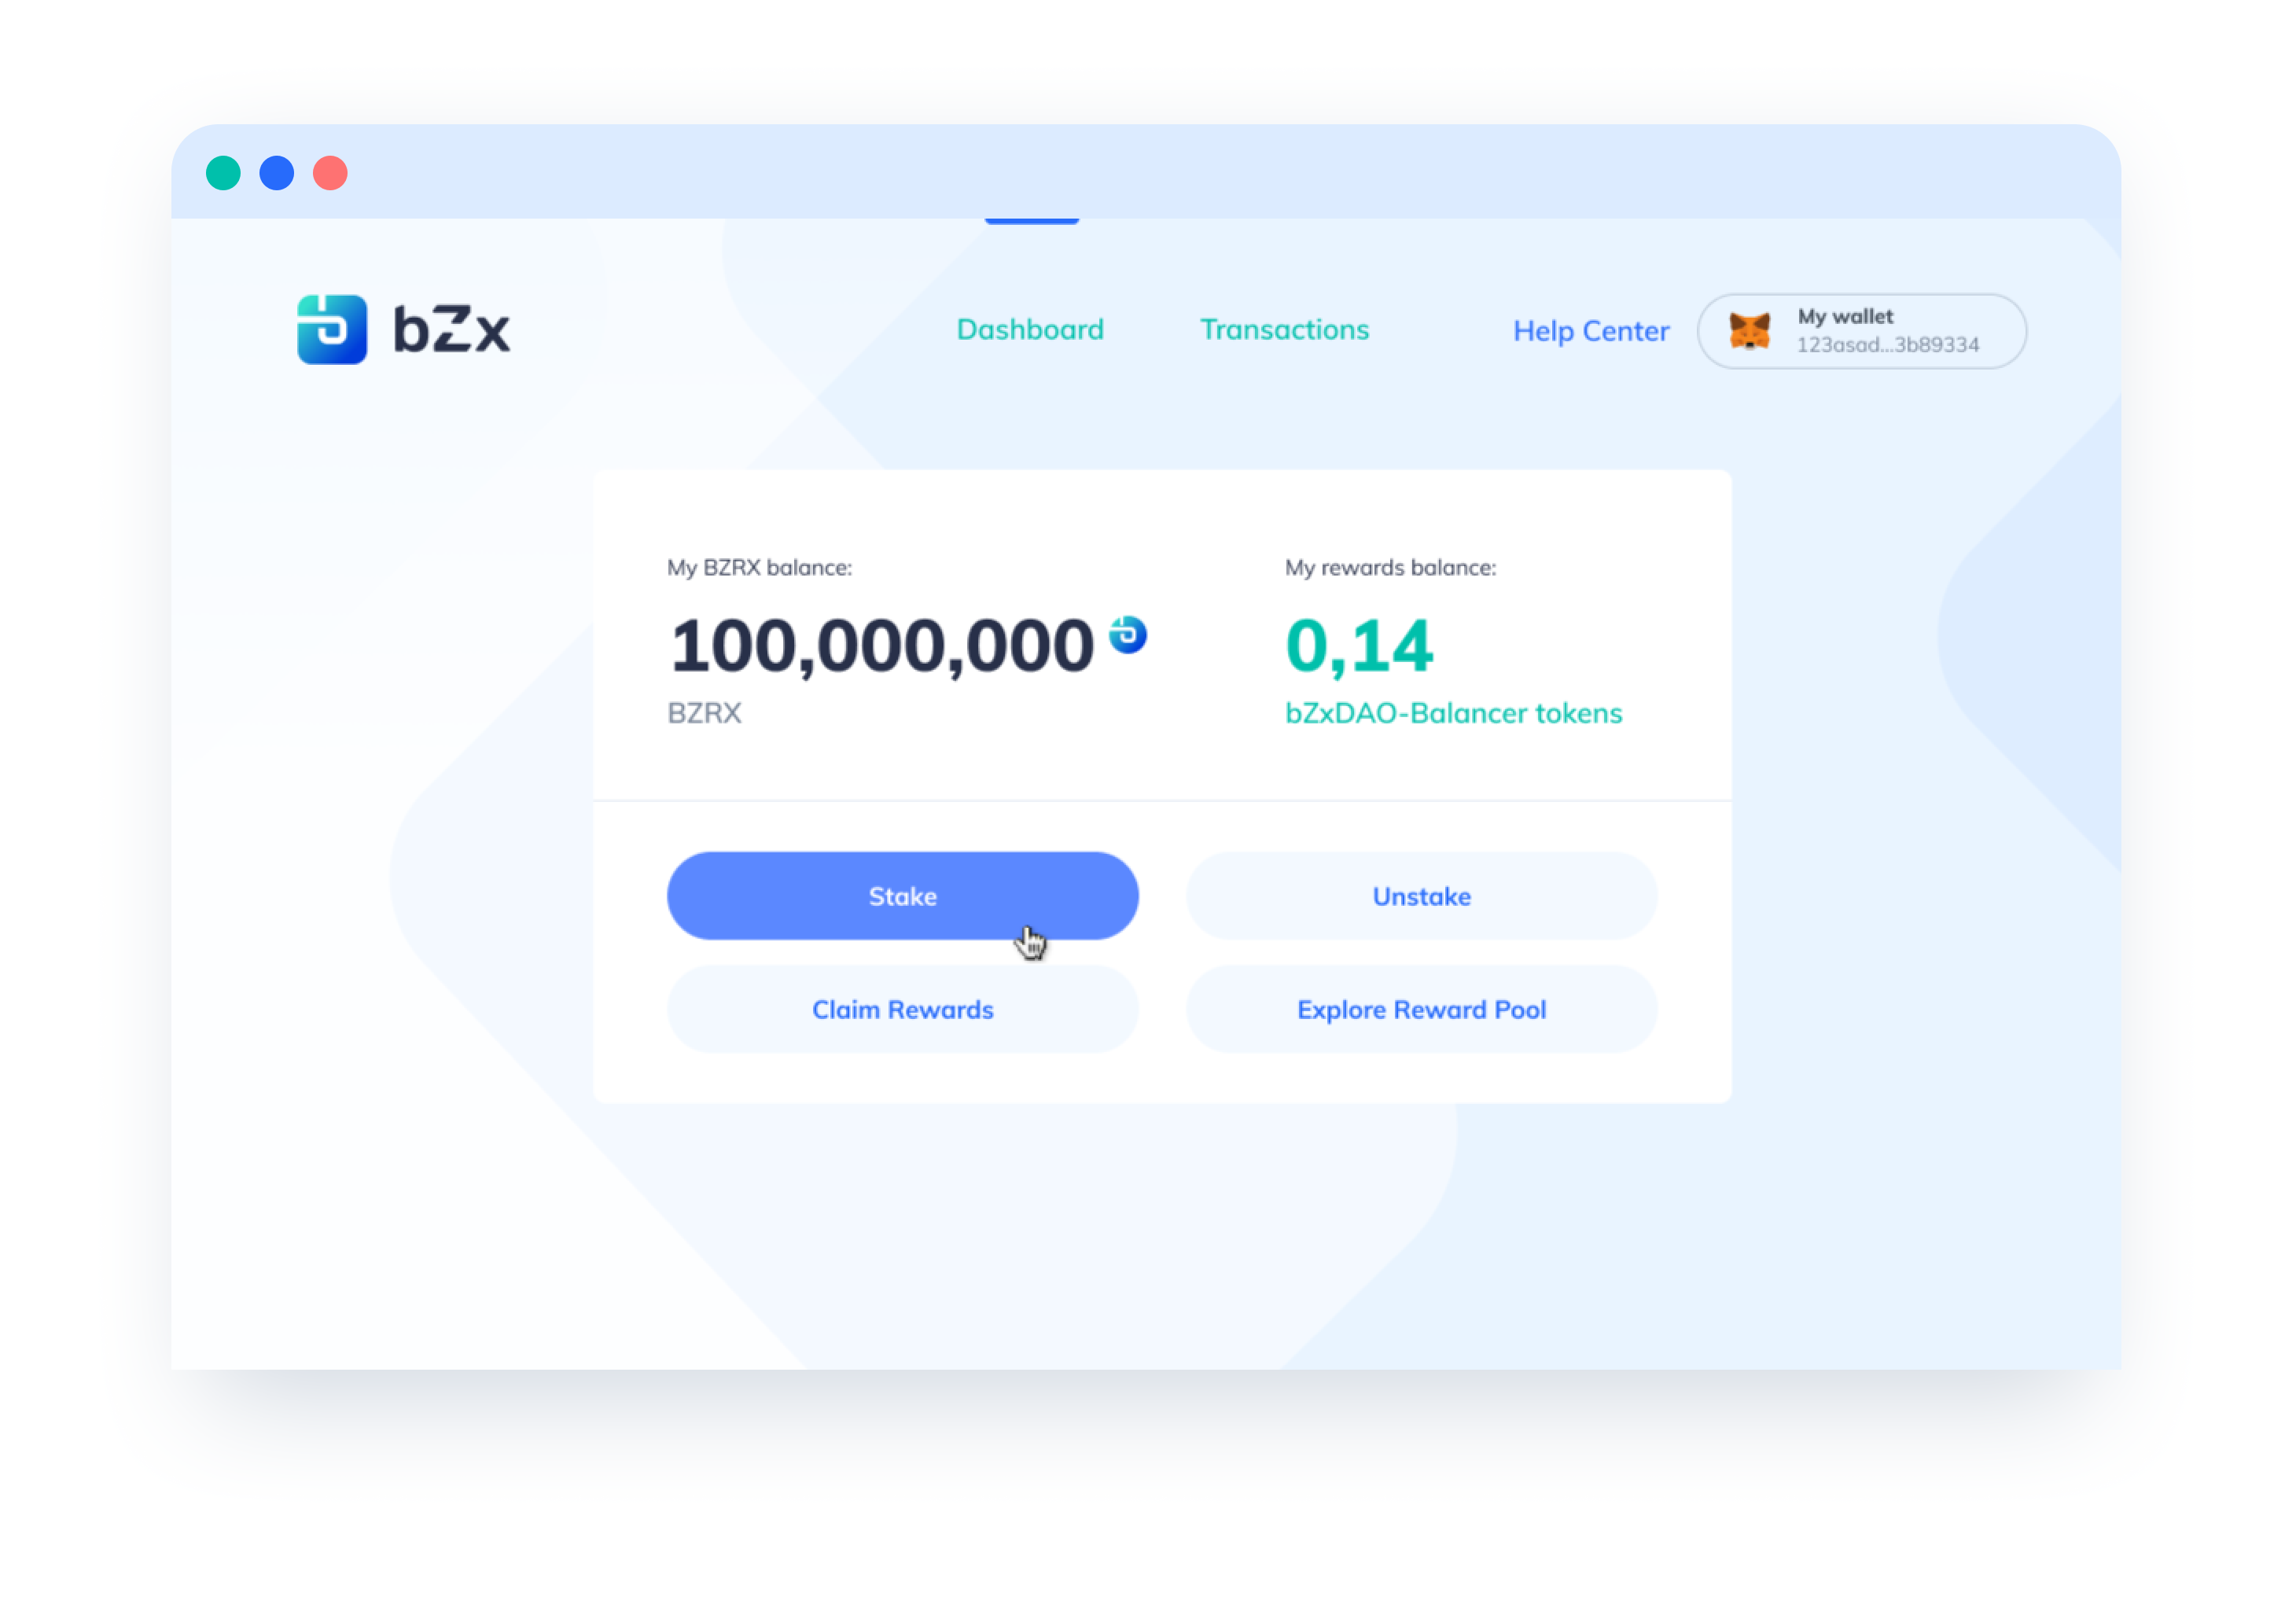 bZx
Dashboard
Transactions
Help Center
My wallet
123asad...3b89334
My BZRX balance:
100,000,000
BZRX
My rewards balance:
0,14
bZxDAO-Balancer tokens
Stake
Unstake
Claim Rewards
Explore Reward Pool